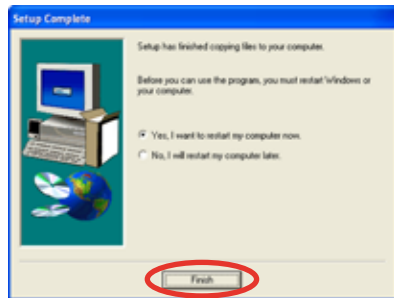 Setup Complete
Setup has finished copying files to your computer.
Before you can use the program, you must restart Windows or
your computer.
Yes, I want to restart my computer now.
No, I will restart my computer later.
Finish